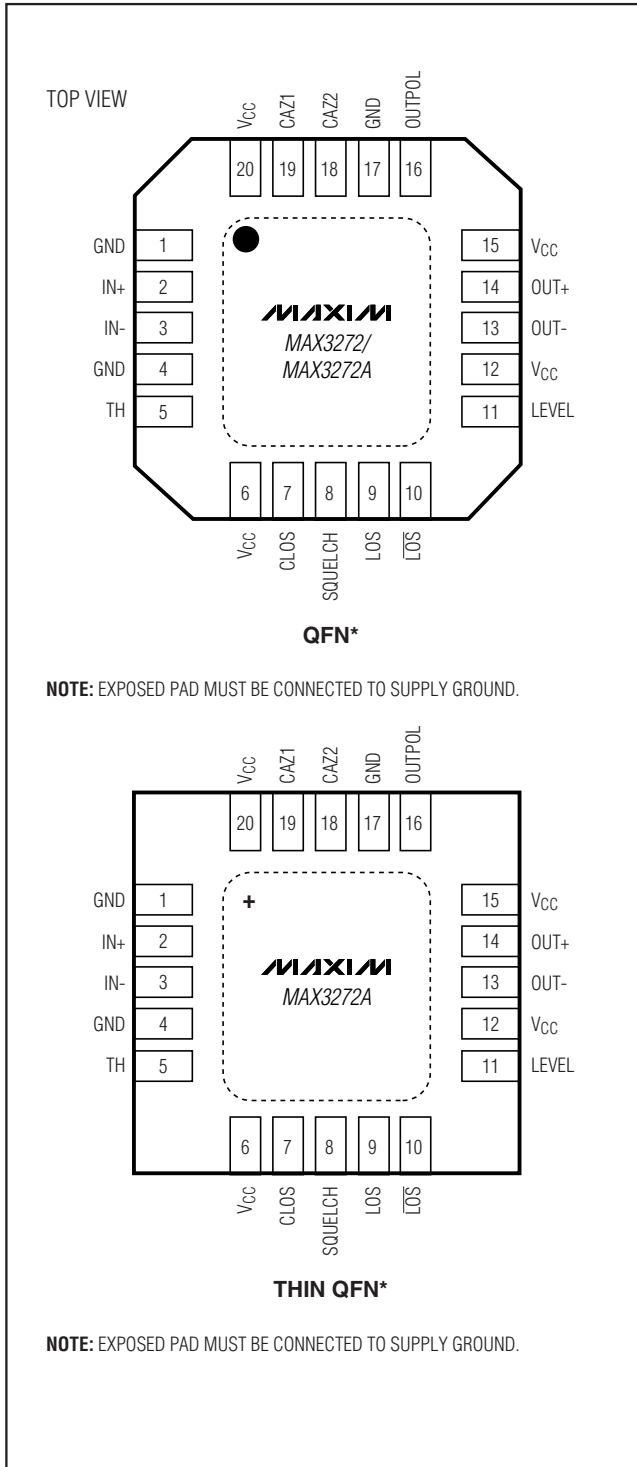 TOP VIEW
VCC
CAZ1
CAZ2
GND
OUTPOL
20 19 18 17 16
GND 1
IN+ 2
IN- 3
GND 4
TH 5
MAXIM
MAX3272/
MAX3272A
15 VCC
14 OUT+
13 OUT-
12 VCC
11 LEVEL
6 7 8 9 10
VCC
CLOS
SQUELCH
LOS
L̅O̅S̅
QFN*
NOTE: EXPOSED PAD MUST BE CONNECTED TO SUPPLY GROUND.
VCC
CAZ1
CAZ2
GND
OUTPOL
20 19 18 17 16
GND 1
IN+ 2
IN- 3
GND 4
TH 5
+
MAXIM
MAX3272A
15 VCC
14 OUT+
13 OUT-
12 VCC
11 LEVEL
6 7 8 9 10
VCC
CLOS
SQUELCH
LOS
L̅O̅S̅
THIN QFN*
NOTE: EXPOSED PAD MUST BE CONNECTED TO SUPPLY GROUND.